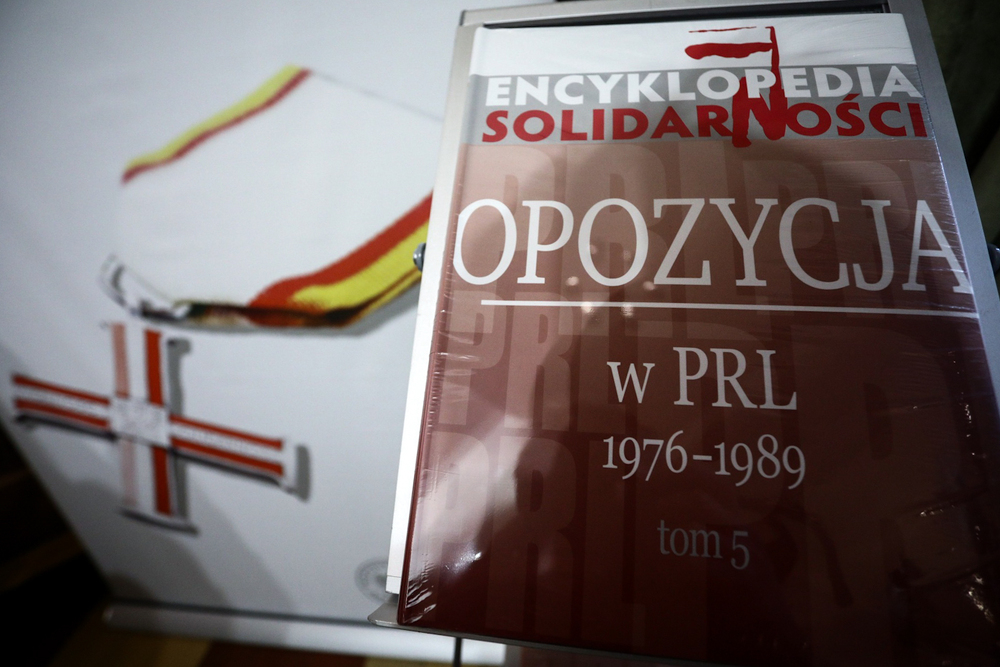 ENCYKLOPEDIA
SOLIDARNOŚCI
OPOZYCJA
w PRL
1976–1989
tom 5